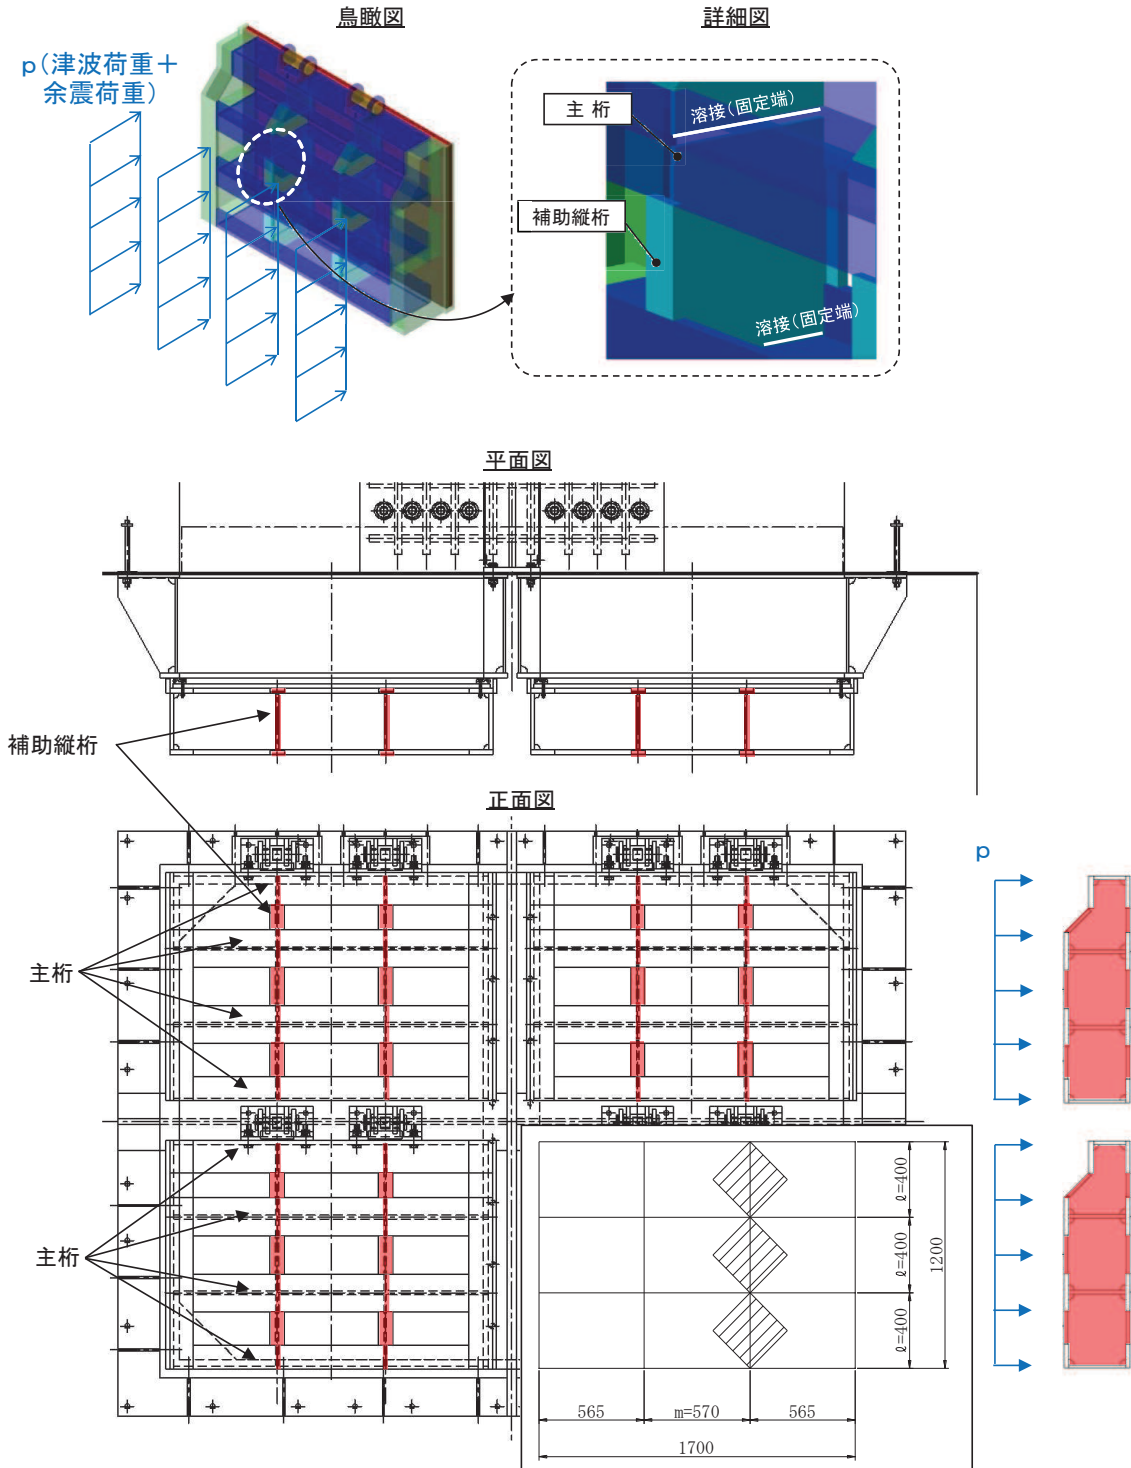 鳥瞰図
詳細図
p(津波荷重＋
余震荷重)
主 桁
溶接(固定端)
補助縦桁
溶接(固定端)
平面図
補助縦桁
正面図
p
主桁
主桁
ℓ=400
ℓ=400
ℓ=400
1200
565
m=570
565
1700